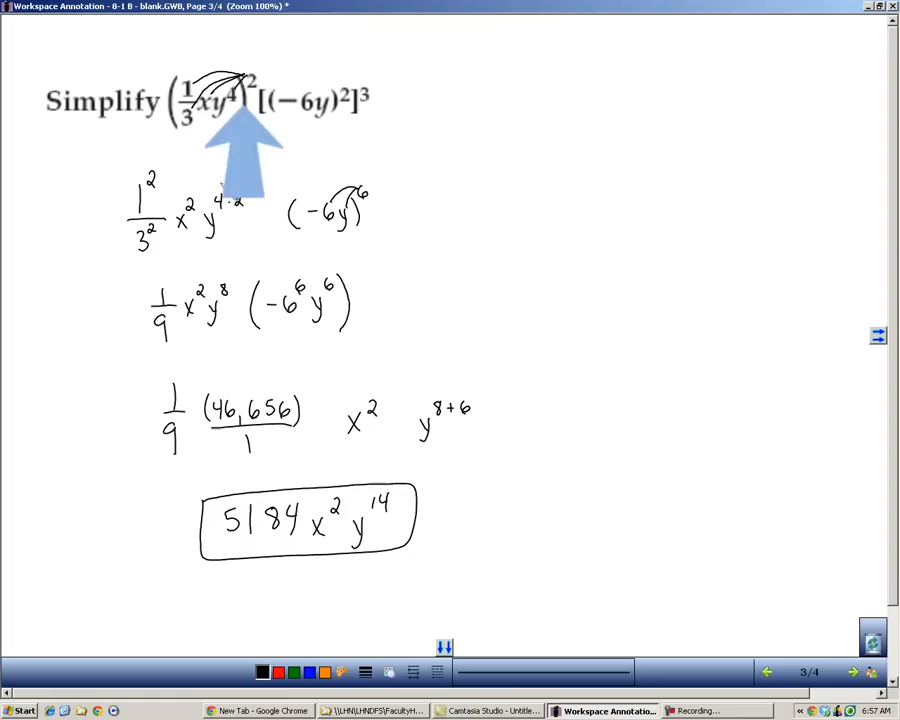 Workspace Annotation - 8-1 B - blank.GWB, Page 3/4 (Zoom 100%) *
Simplify (1/3 xy⁴)² [(−6y)²]³
1²/3² x² y⁴·² (−6y)⁶
1/9 x² y⁸ (−6⁶ y⁶)
1/9 (46,656)/1 x² y⁸⁺⁶
5184 x² y¹⁴
3/4
Start New Tab - Google Chrome \\LHN\LHNDFS\FacultyH... Camtasia Studio - Untitle... Workspace Annotatio... Recording... 6:57 AM